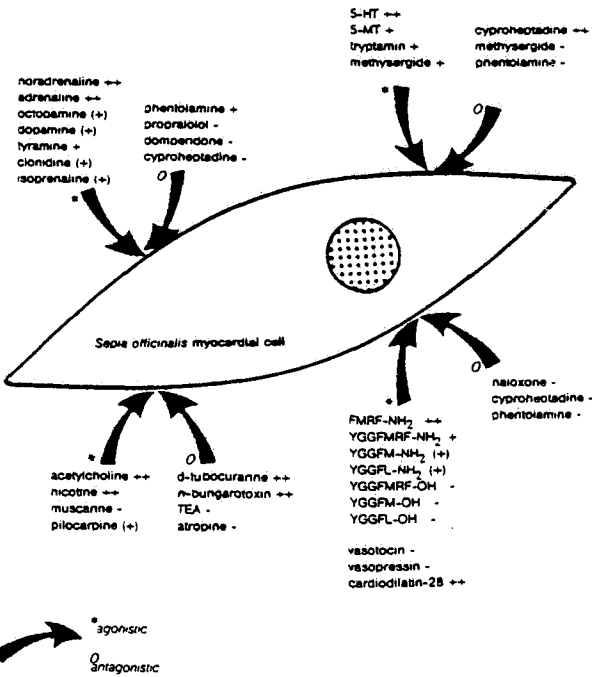 5-HT ++
5-MT +
tryptamin +
methysergide +
cyproheptadine ++
methysergide -
phentolamine -
noradrenaline ++
adrenaline ++
octopamine (+)
dopamine (+)
tyramine +
clonidine (+)
isoprenaline (+)
phentolamine +
propralolol -
domperidone -
cyproheptadine -
*
O
*
O
Sepia officinalis myocardial cell
*
O
acetylcholine ++
nicotine ++
muscarine -
pilocarpine (+)
d-tubocuranne ++
n-bungarotoxin ++
TEA -
atropine -
*
O
FMRF-NH2 ++
YGGFMRF-NH2 +
YGGFM-NH2 (+)
YGGFL-NH2 (+)
YGGFMRF-OH -
YGGFM-OH -
YGGFL-OH -
vasotocin -
vasopressin -
cardiodilatin-28 ++
naloxone -
cyproheptadine -
phentolamine -
*agonistic
O
antagonistic